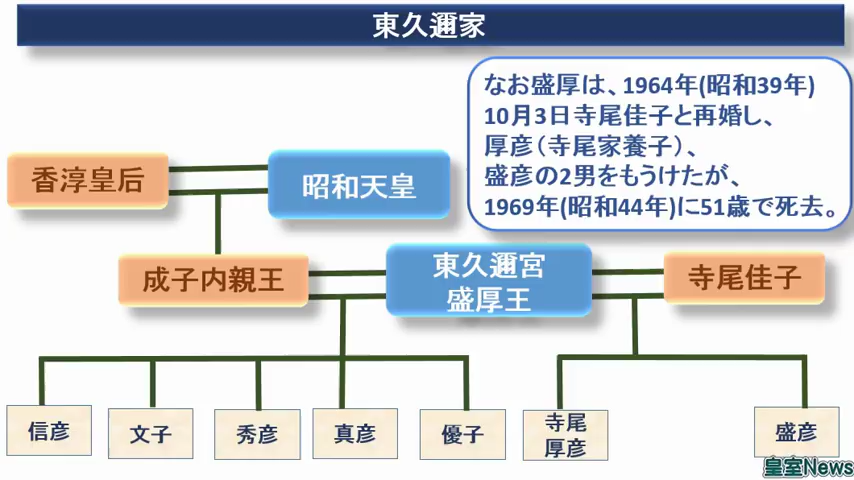 東久邇家
なお盛厚は、1964年(昭和39年)
10月3日寺尾佳子と再婚し、
厚彦（寺尾家養子）、
盛彦の2男をもうけたが、
1969年(昭和44年)に51歳で死去。
香淳皇后
昭和天皇
成子内親王
東久邇宮
盛厚王
寺尾佳子
信彦
文子
秀彦
真彦
優子
寺尾
厚彦
盛彦
皇室News